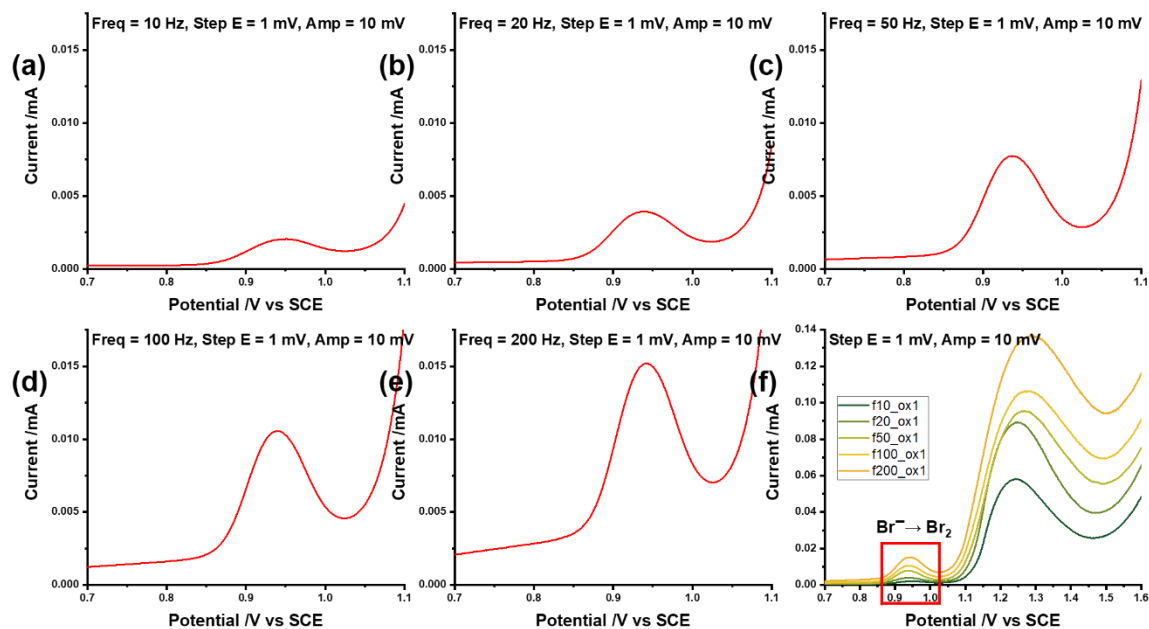 (a)
Freq = 10 Hz, Step E = 1 mV, Amp = 10 mV
Current /mA
0.015
0.010
0.005
0.000
0.7 0.8 0.9 1.0 1.1
Potential /V vs SCE
(b)
Freq = 20 Hz, Step E = 1 mV, Amp = 10 mV
Current /mA
0.015
0.010
0.005
0.000
0.7 0.8 0.9 1.0 1.1
Potential /V vs SCE
(c)
Freq = 50 Hz, Step E = 1 mV, Amp = 10 mV
Current /mA
0.015
0.010
0.005
0.000
0.7 0.8 0.9 1.0 1.1
Potential /V vs SCE
(d)
Freq = 100 Hz, Step E = 1 mV, Amp = 10 mV
Current /mA
0.015
0.010
0.005
0.000
0.7 0.8 0.9 1.0 1.1
Potential /V vs SCE
(e)
Freq = 200 Hz, Step E = 1 mV, Amp = 10 mV
Current /mA
0.015
0.010
0.005
0.000
0.7 0.8 0.9 1.0 1.1
Potential /V vs SCE
(f)
Step E = 1 mV, Amp = 10 mV
Current /mA
0.14
0.12
0.10
0.08
0.06
0.04
0.02
0.00
f10_ox1
f20_ox1
f50_ox1
f100_ox1
f200_ox1
Br⁻→ Br₂
0.7 0.8 0.9 1.0 1.1 1.2 1.3 1.4 1.5 1.6
Potential /V vs SCE